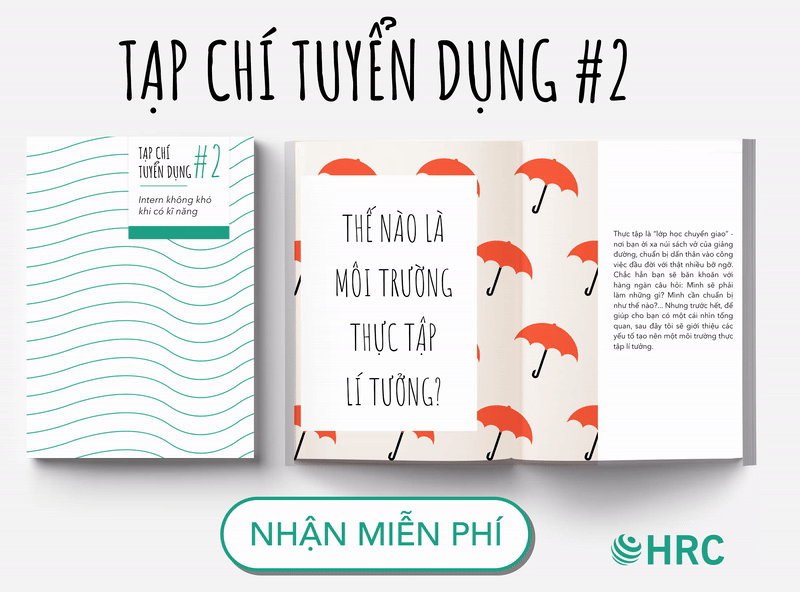 TẠP CHÍ TUYỂN DỤNG #2
TẠP CHÍ
TUYỂN DỤNG #2
Intern không khó
khi có kĩ năng
THẾ NÀO LÀ
MÔI TRƯỜNG
THỰC TẬP
LÍ TƯỞNG?
Thực tập là “lớp học chuyển giao” -
nơi bạn ời xa núi sách vở của giảng
đường, chuẩn bị dấn thân vào công
việc đầu đời với thật nhiều bỡ ngỡ.
Chắc hẳn bạn sẽ băn khoăn với
hàng ngàn câu hỏi: Mình sẽ phải
làm những gì? Mình cần chuẩn bị
như thế nào?... Nhưng trước hết, để
giúp cho bạn có một cái nhìn tổng
quan, sau đây tôi sẽ giới thiệu các
yếu tố tạo nên một môi trường thực
tập lí tưởng.
NHẬN MIỄN PHÍ
HRC